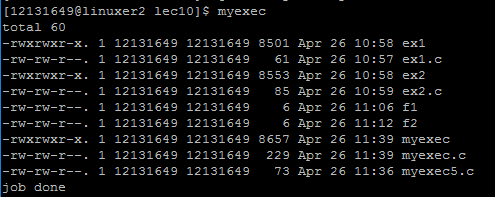 [12131649@linuxer2 lec10]$ myexec
total 60
-rwxrwxr-x. 1 12131649 12131649 8501 Apr 26 10:58 ex1
-rw-rw-r--. 1 12131649 12131649   61 Apr 26 10:57 ex1.c
-rwxrwxr-x. 1 12131649 12131649 8553 Apr 26 10:58 ex2
-rw-rw-r--. 1 12131649 12131649   85 Apr 26 10:59 ex2.c
-rw-rw-r--. 1 12131649 12131649    6 Apr 26 11:06 f1
-rw-rw-r--. 1 12131649 12131649    6 Apr 26 11:12 f2
-rwxrwxr-x. 1 12131649 12131649 8657 Apr 26 11:39 myexec
-rw-rw-r--. 1 12131649 12131649  229 Apr 26 11:39 myexec.c
-rw-rw-r--. 1 12131649 12131649   73 Apr 26 11:36 myexec5.c
job done